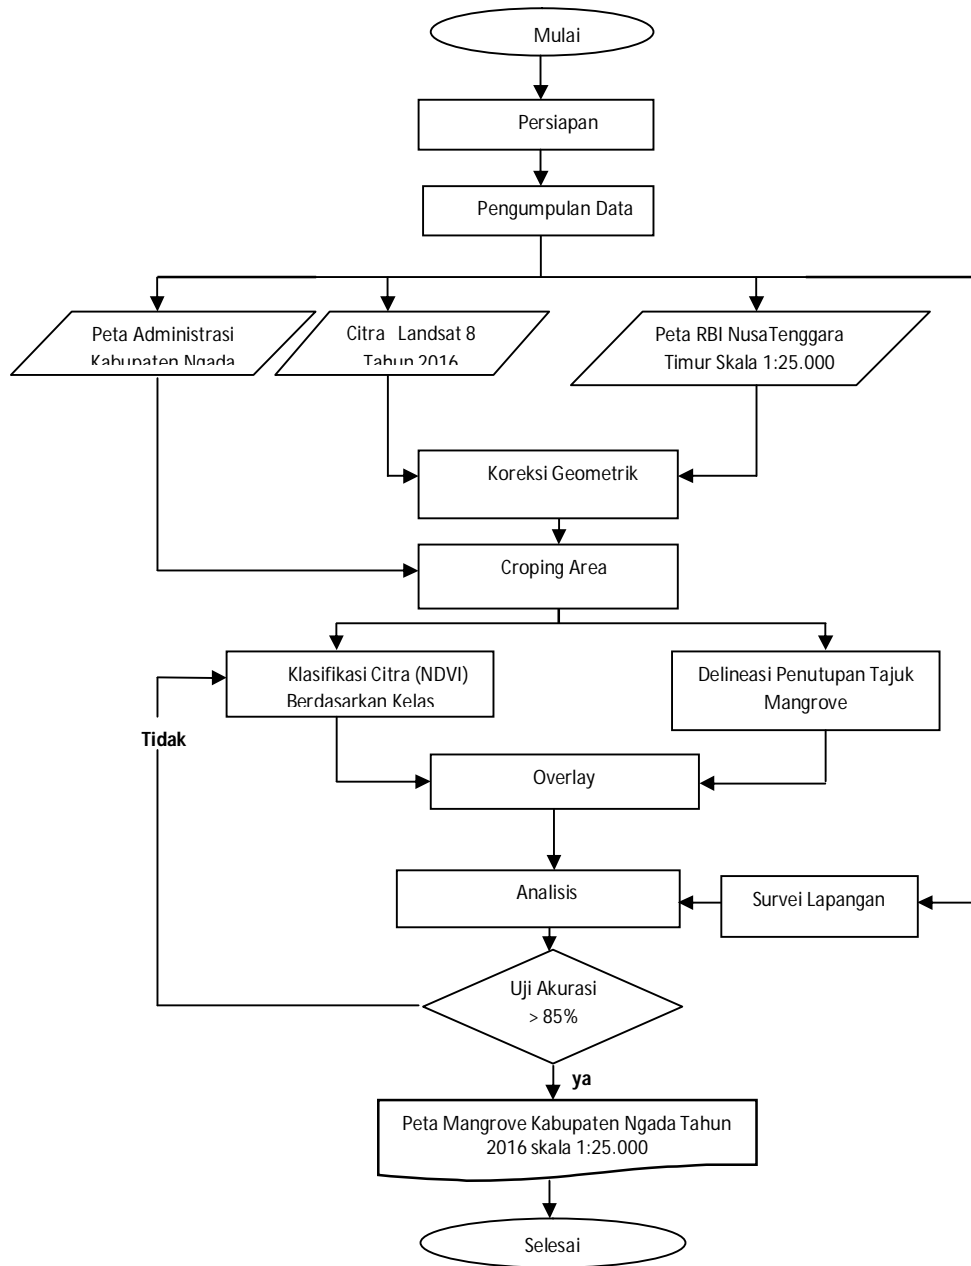 Mulai
Persiapan
Pengumpulan Data
Peta Administrasi
Kabupaten Ngada
Citra Landsat 8
Tahun 2016
Peta RBI NusaTenggara
Timur Skala 1:25.000
Koreksi Geometrik
Croping Area
Klasifikasi Citra (NDVI)
Berdasarkan Kelas
Delineasi Penutupan Tajuk
Mangrove
Tidak
Overlay
Analisis
Survei Lapangan
Uji Akurasi
> 85%
ya
Peta Mangrove Kabupaten Ngada Tahun
2016 skala 1:25.000
Selesai